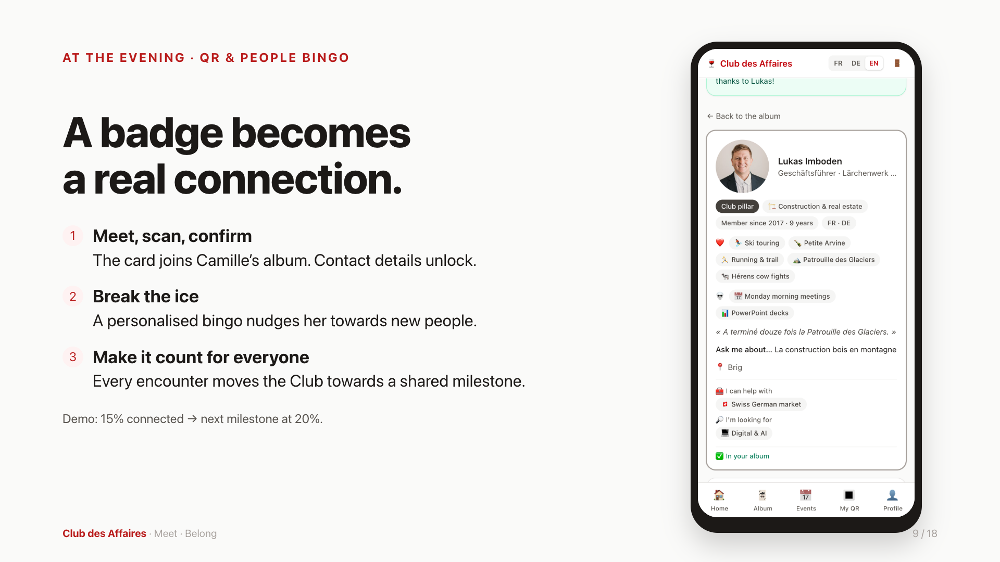 AT THE EVENING · QR & PEOPLE BINGO
A badge becomes
a real connection.
1 Meet, scan, confirm
The card joins Camille’s album. Contact details unlock.
2 Break the ice
A personalised bingo nudges her towards new people.
3 Make it count for everyone
Every encounter moves the Club towards a shared milestone.
Demo: 15% connected → next milestone at 20%.
Club des Affaires · Meet · Belong
Club des Affaires FR DE EN
thanks to Lukas!
← Back to the album
Lukas Imboden
Geschäftsführer · Lärchenwerk ...
Club pillar Construction & real estate
Member since 2017 · 9 years FR · DE
Ski touring Petite Arvine
Running & trail Patrouille des Glaciers
Hérens cow fights
Monday morning meetings
PowerPoint decks
« A terminé douze fois la Patrouille des Glaciers. »
Ask me about... La construction bois en montagne
Brig
I can help with
Swiss German market
I'm looking for
Digital & AI
In your album
Home Album Events My QR Profile
9 / 18